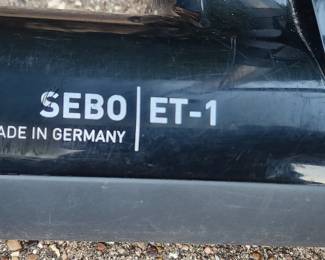 SEBO | ET-1
ADE IN GERMANY